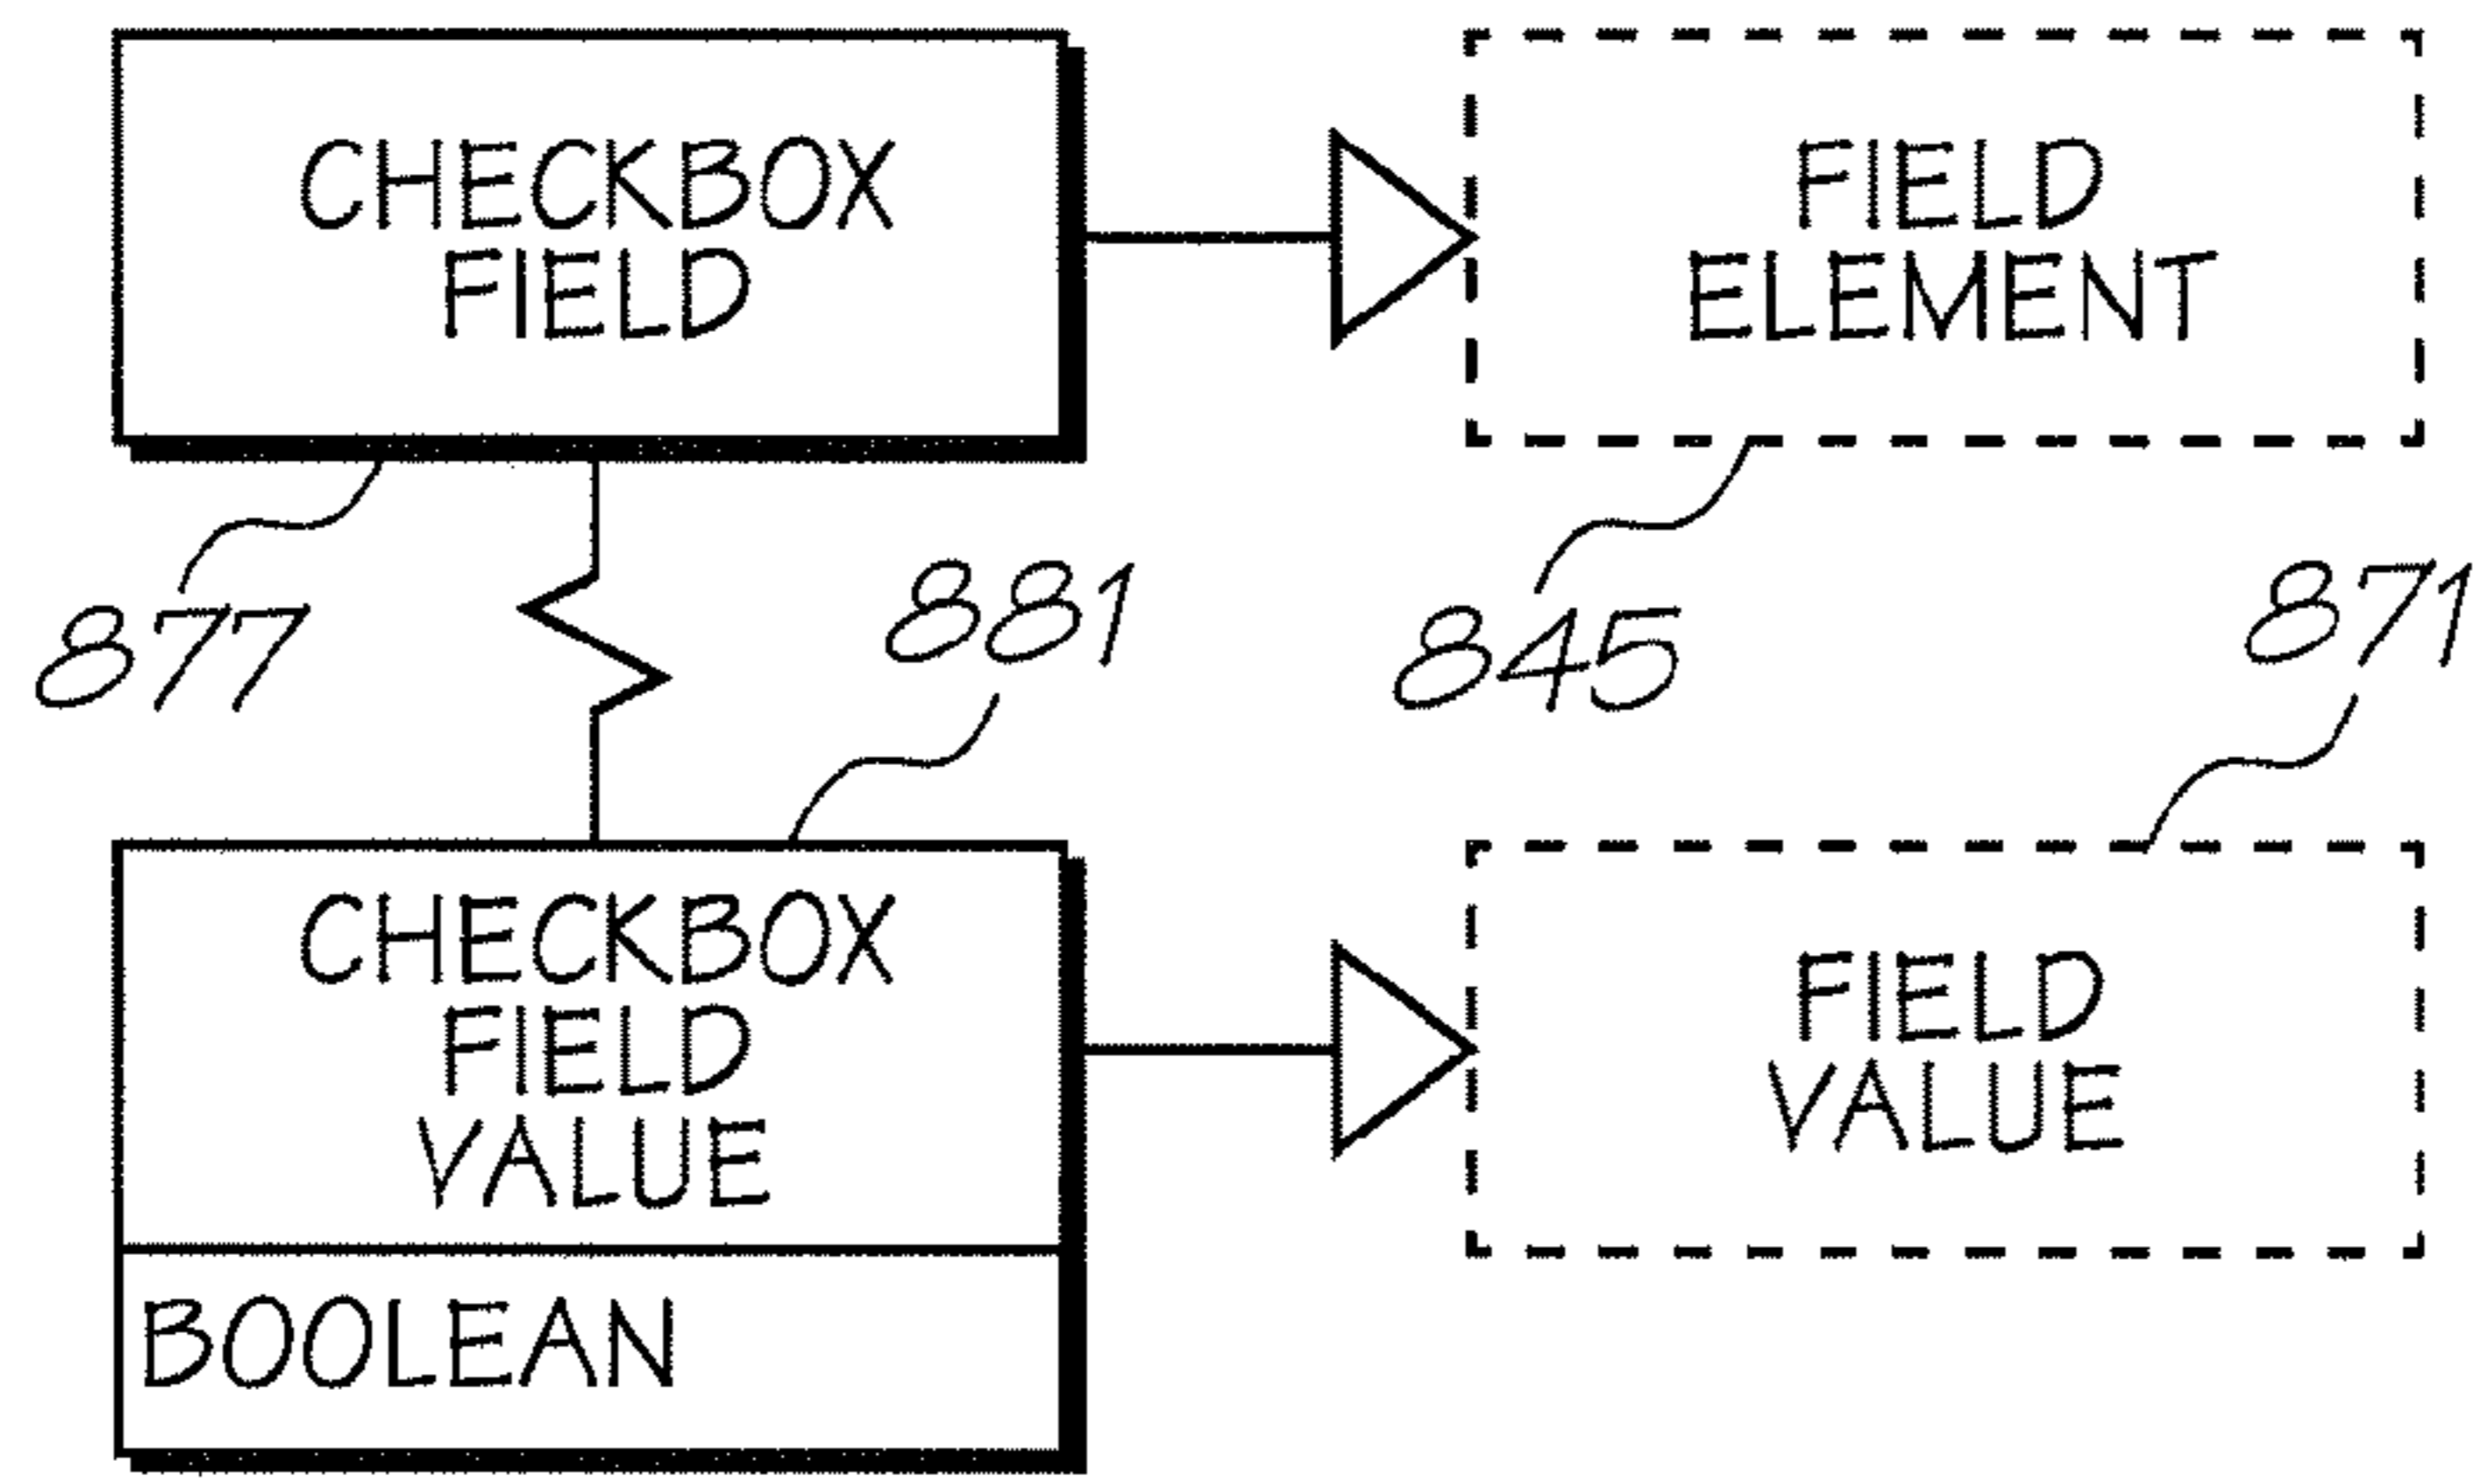 CHECKBOX
FIELD
FIELD
ELEMENT
877
881
845
871
CHECKBOX
FIELD
VALUE
BOOLEAN
FIELD
VALUE